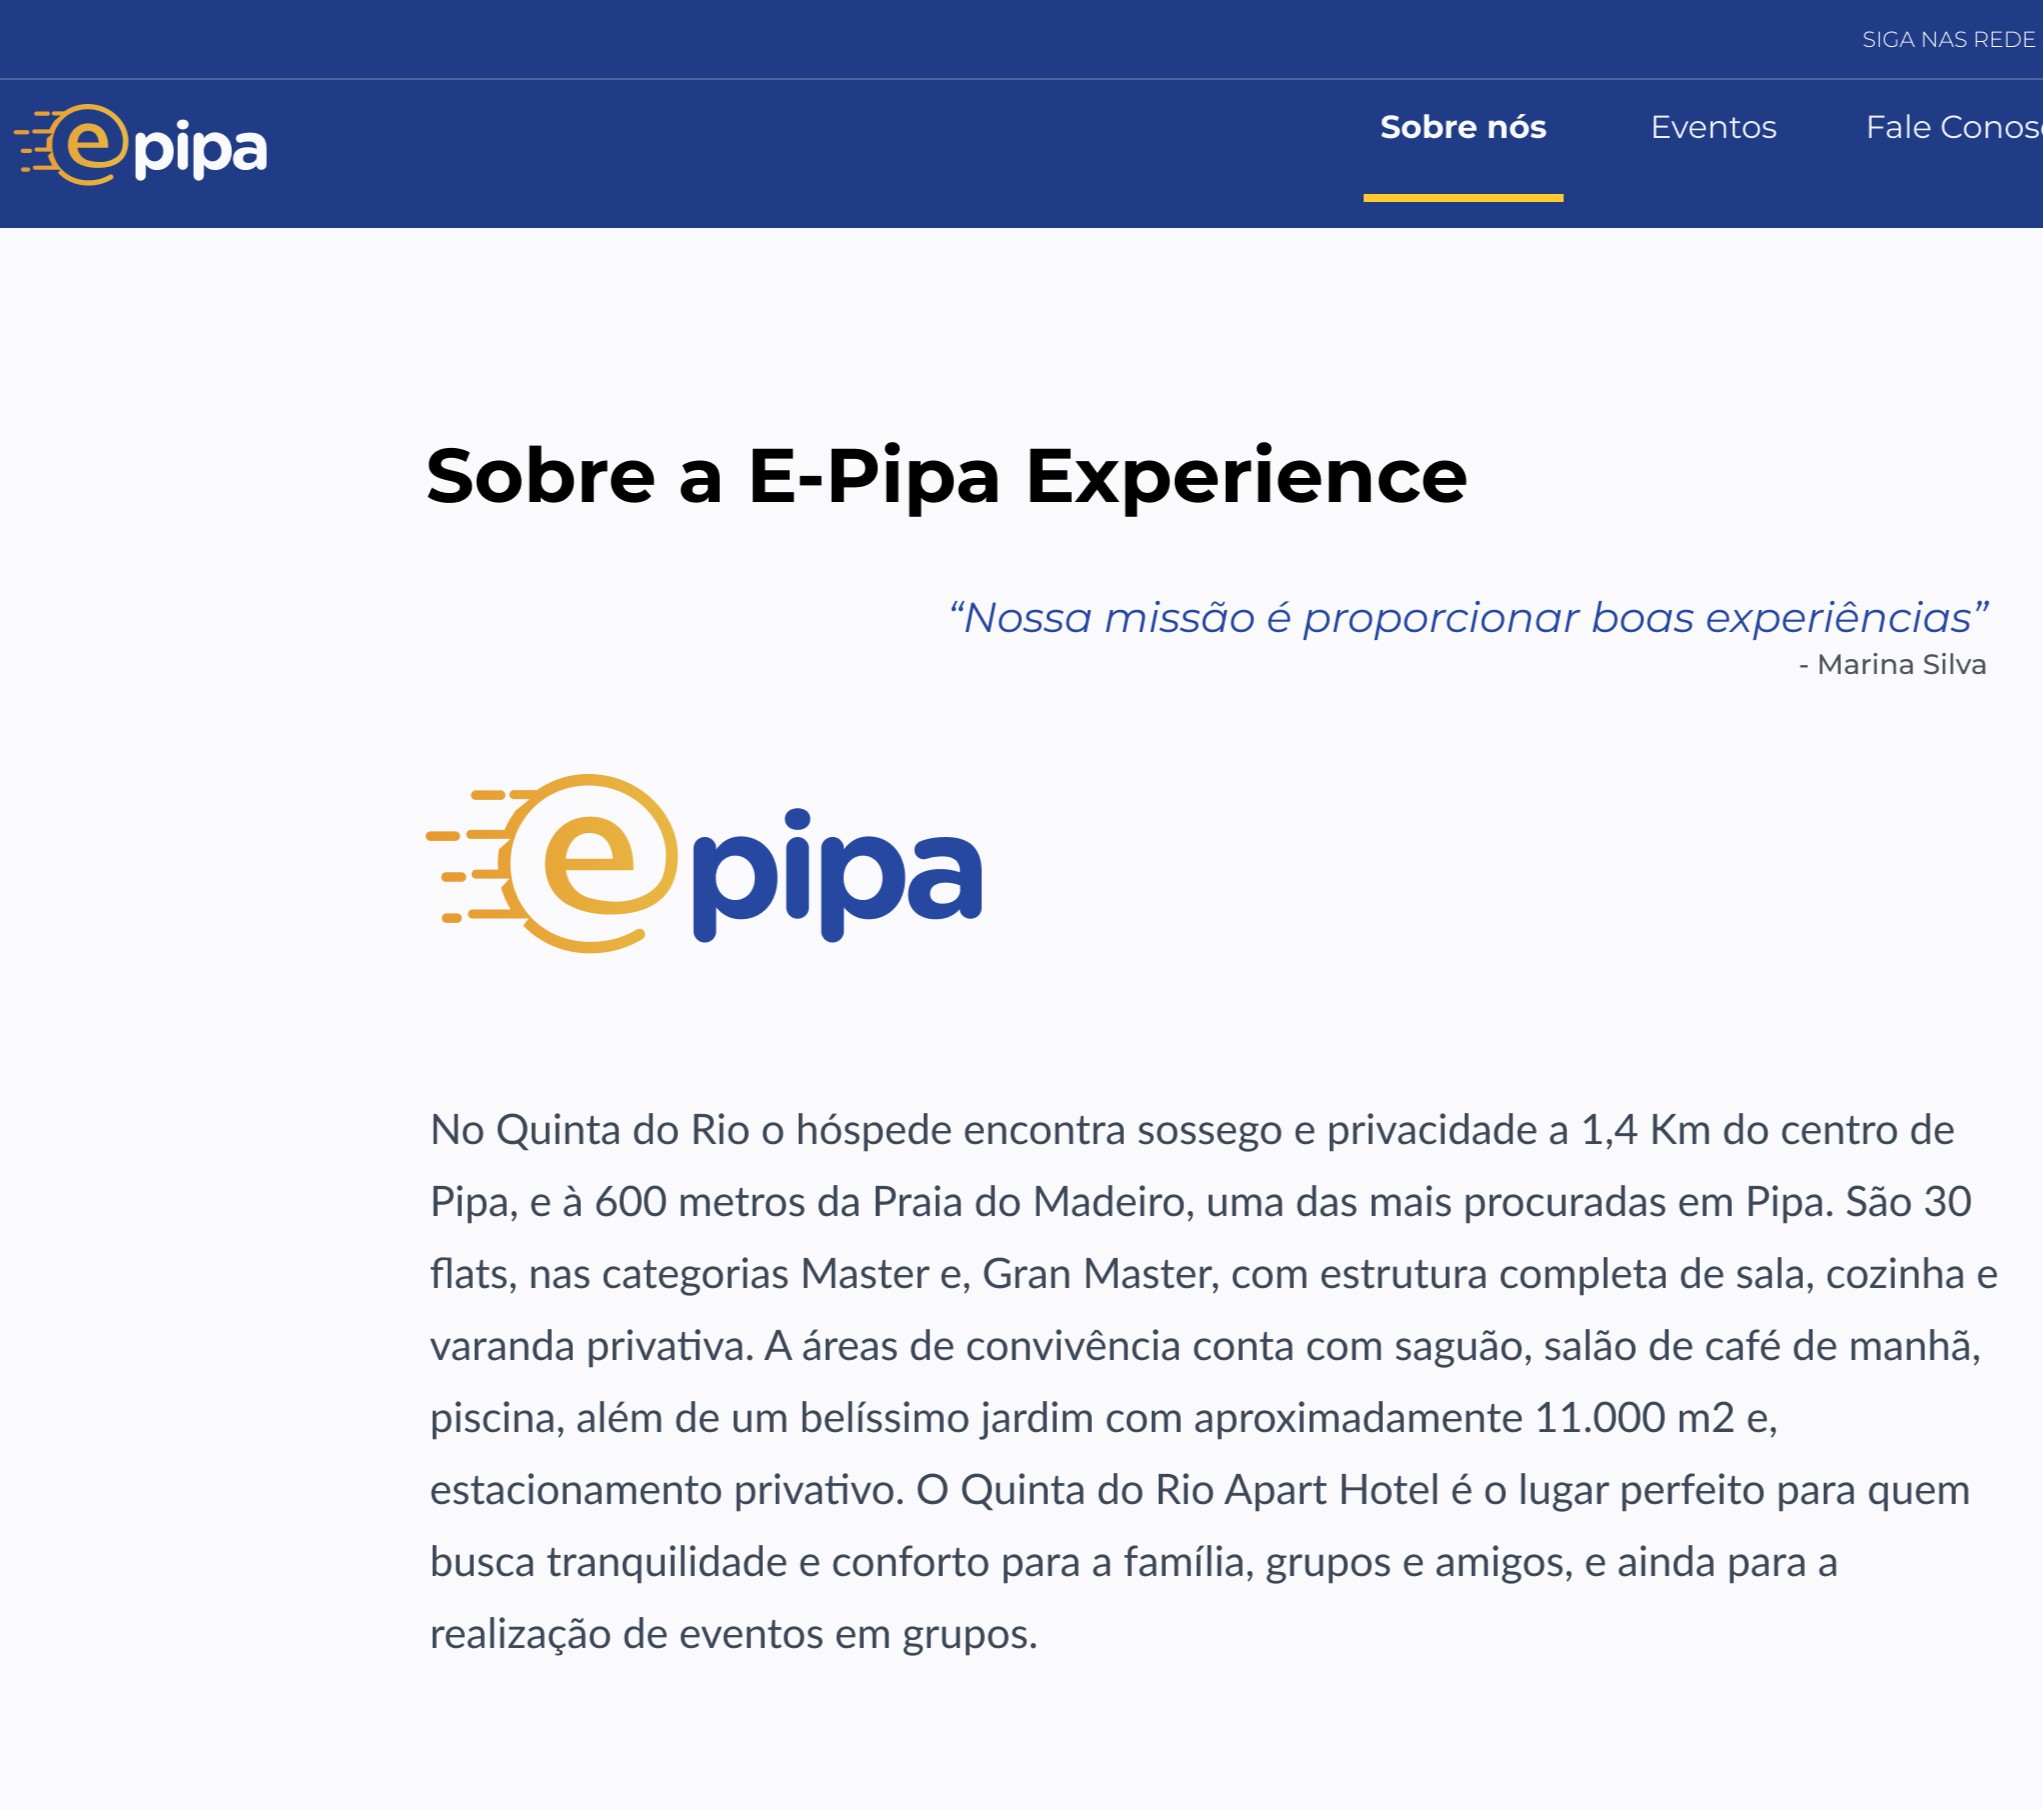 SIGA NAS REDE
epipa
Sobre nós
Eventos
Fale Conos
Sobre a E-Pipa Experience
“Nossa missão é proporcionar boas experiências”
- Marina Silva
epipa
No Quinta do Rio o hóspede encontra sossego e privacidade a 1,4 Km do centro de
Pipa, e à 600 metros da Praia do Madeiro, uma das mais procuradas em Pipa. São 30
flats, nas categorias Master e, Gran Master, com estrutura completa de sala, cozinha e
varanda privativa. A áreas de convivência conta com saguão, salão de café de manhã,
piscina, além de um belíssimo jardim com aproximadamente 11.000 m2 e,
estacionamento privativo. O Quinta do Rio Apart Hotel é o lugar perfeito para quem
busca tranquilidade e conforto para a família, grupos e amigos, e ainda para a
realização de eventos em grupos.